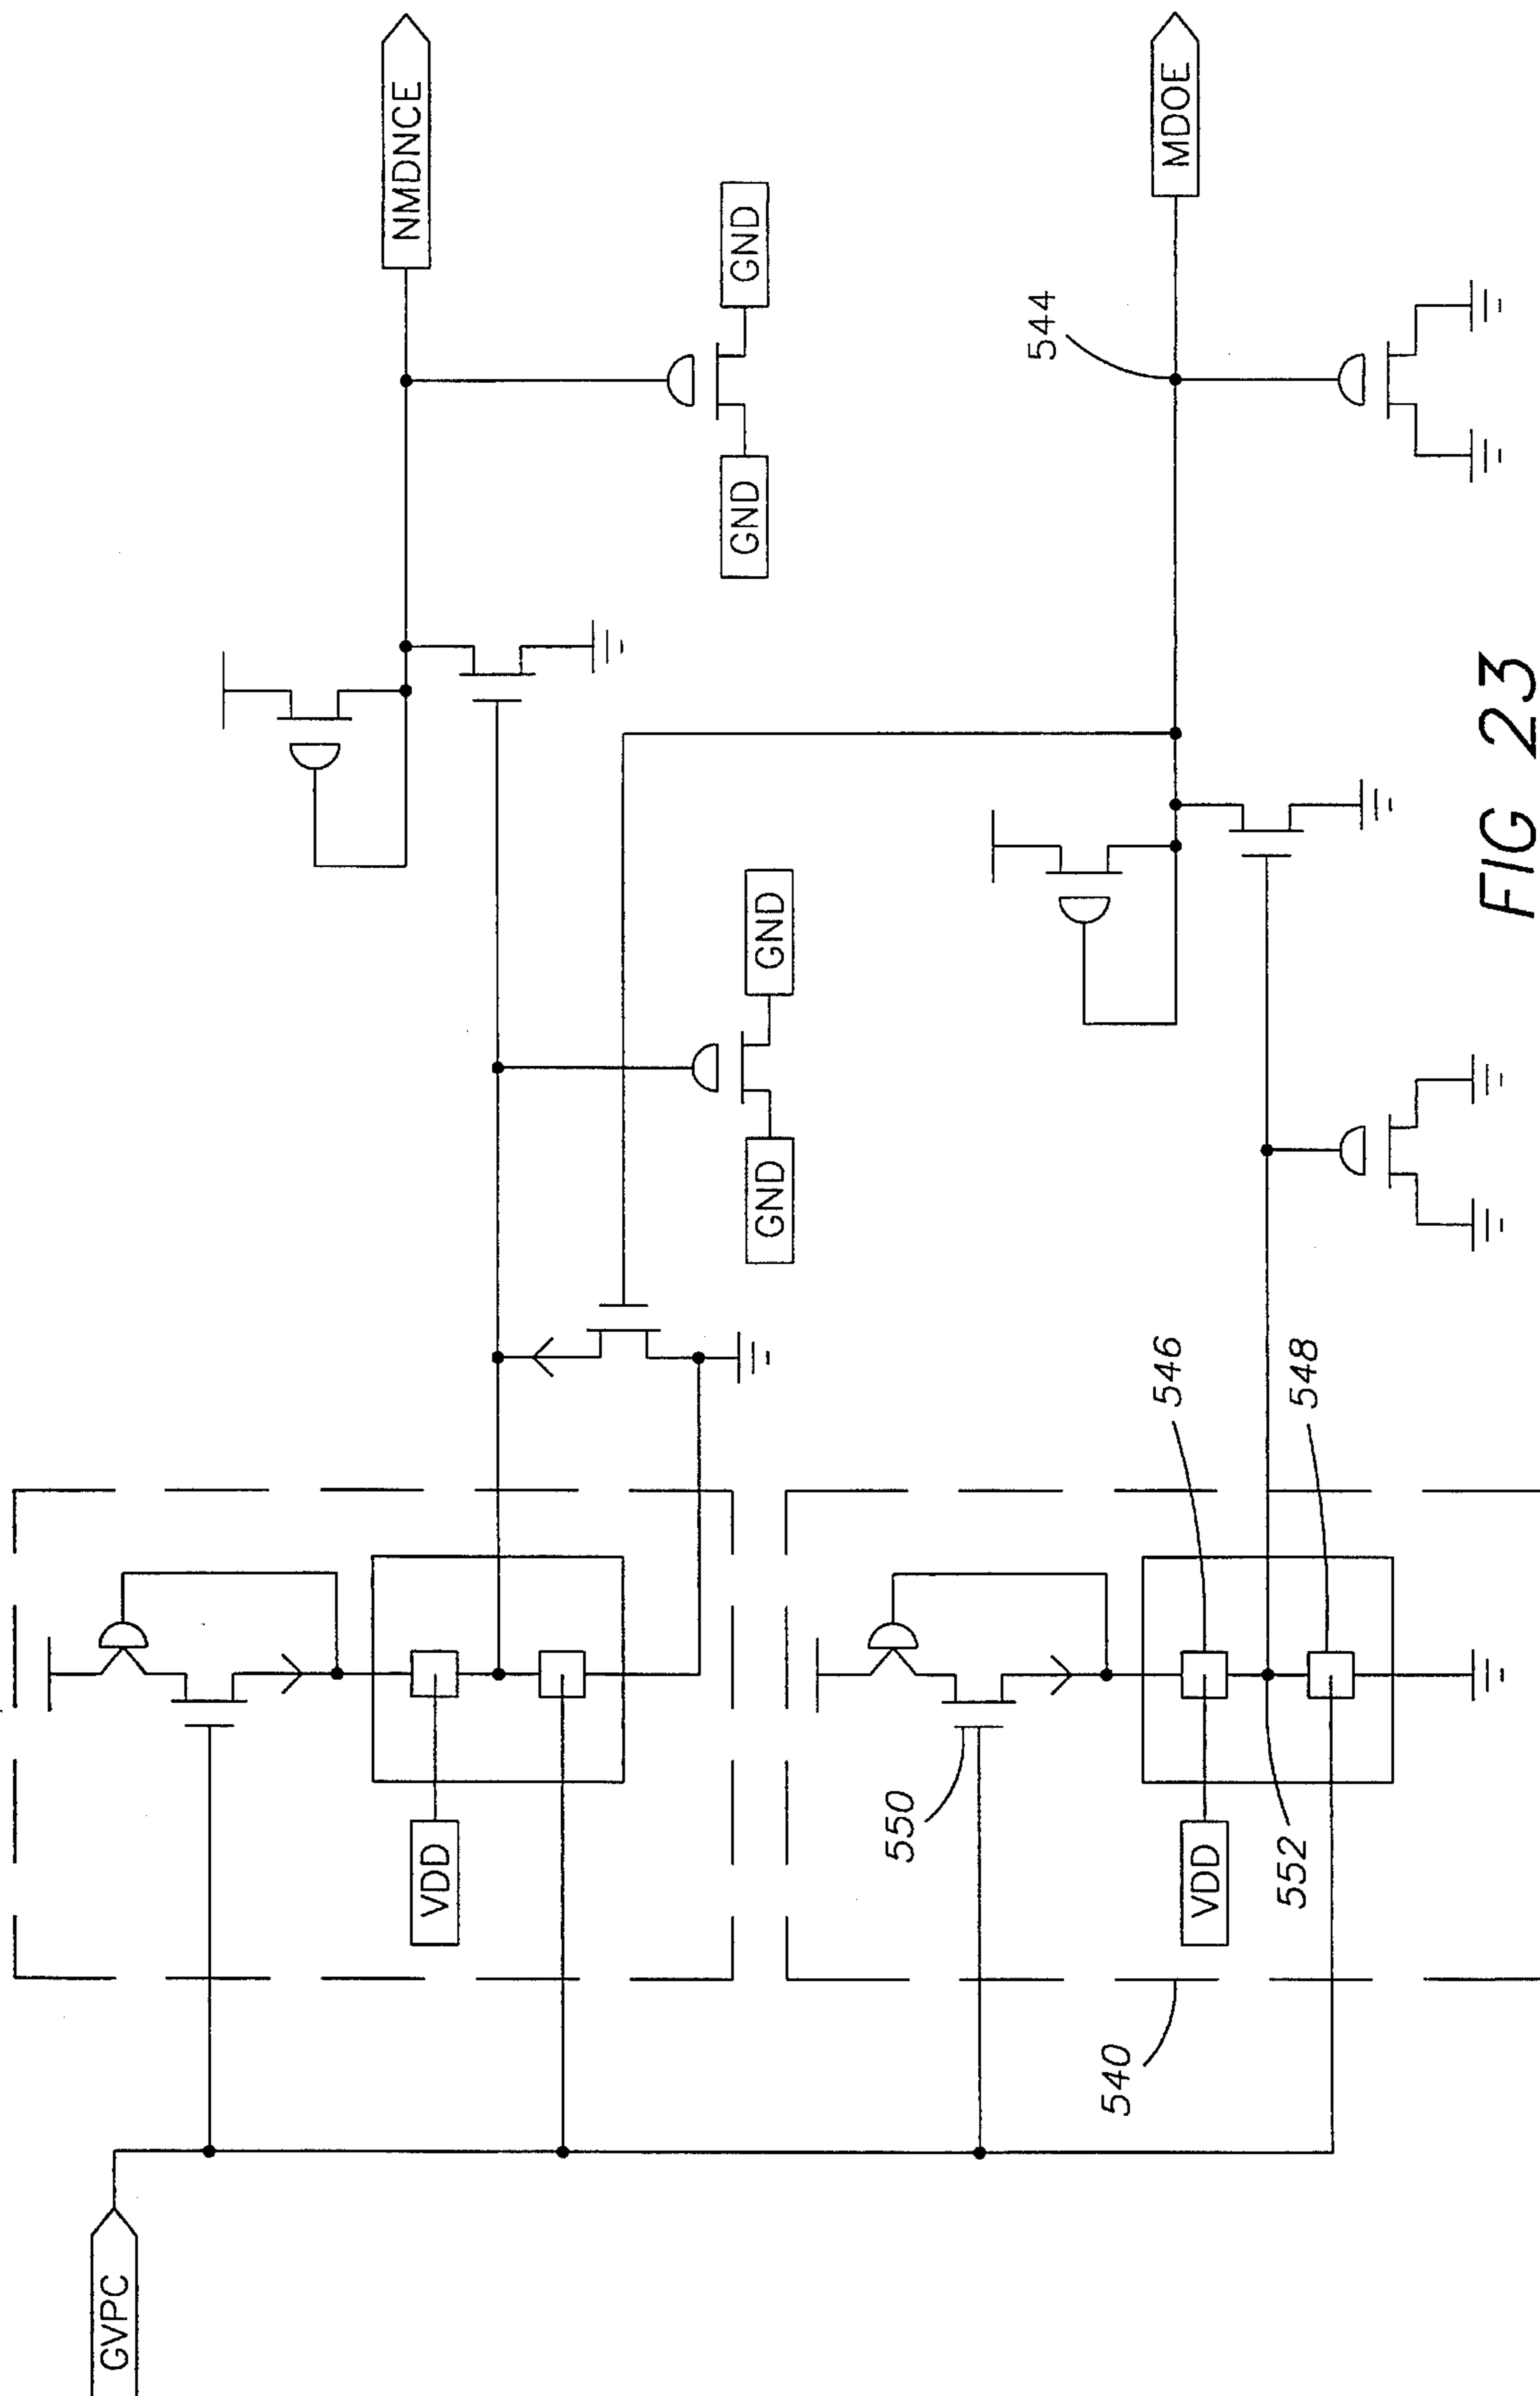 GVPC
VDD
GND
GND
GND
GND
NMDNCE
540
550
VDD
552
546
548
544
MDOE
FIG 23